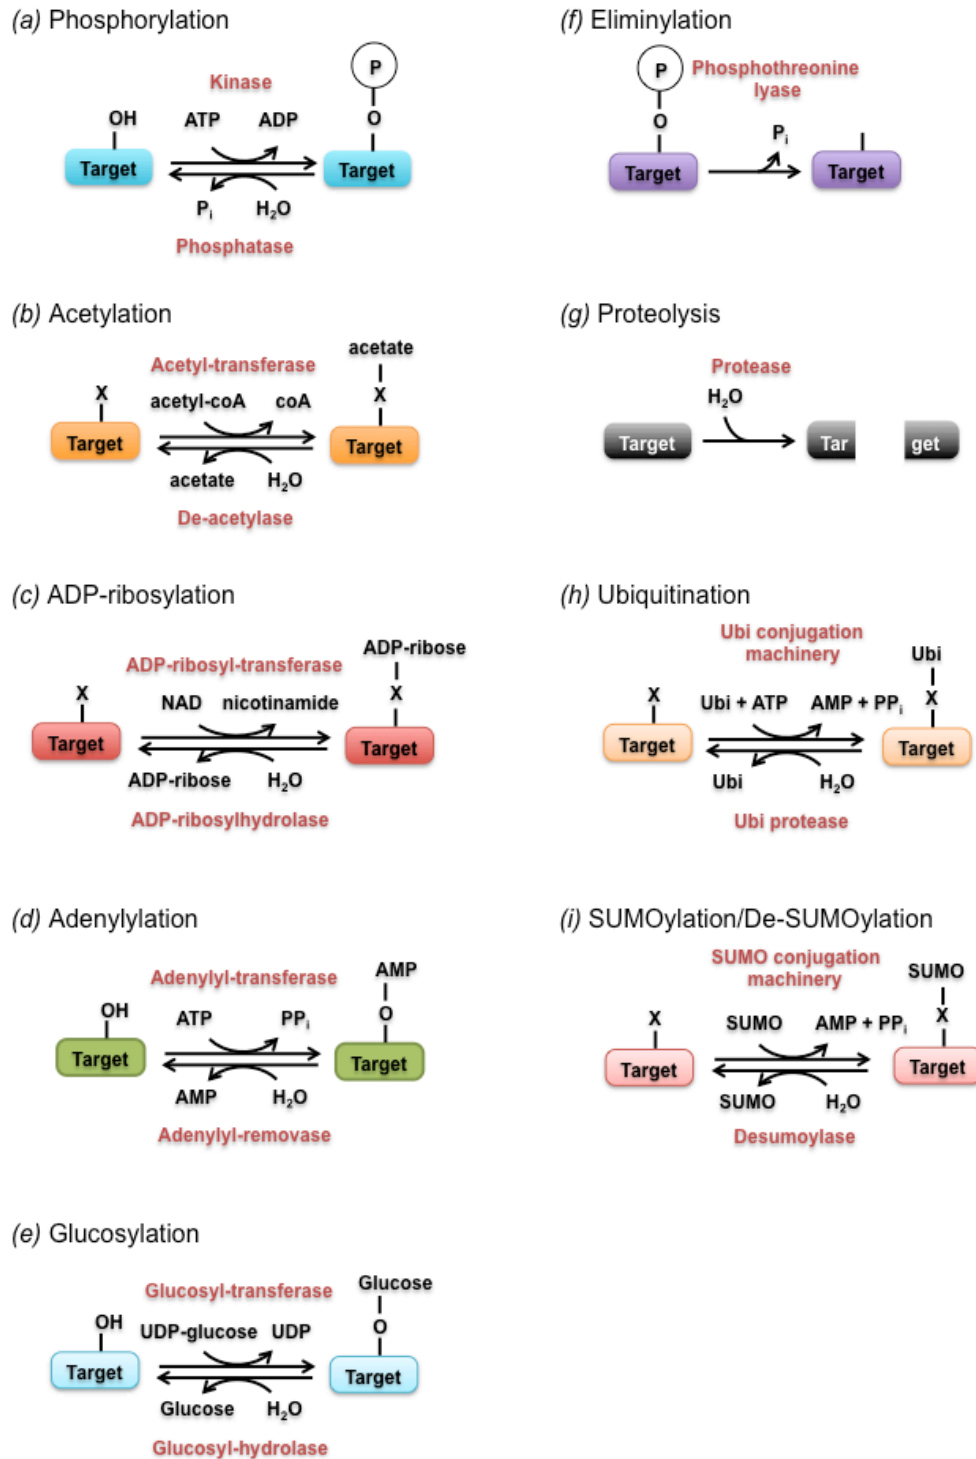 (a) Phosphorylation
Kinase
OH
ATP
ADP
P
O
Target
Target
Pi
H2O
Phosphatase
(b) Acetylation
Acetyl-transferase
acetate
X
acetyl-coA
coA
X
Target
Target
acetate
H2O
De-acetylase
(c) ADP-ribosylation
ADP-ribosyl-transferase
ADP-ribose
X
NAD
nicotinamide
X
Target
Target
ADP-ribose
H2O
ADP-ribosylhydrolase
(d) Adenylylation
Adenylyl-transferase
AMP
OH
ATP
PPi
O
Target
Target
AMP
H2O
Adenylyl-removase
(e) Glucosylation
Glucosyl-transferase
Glucose
OH
UDP-glucose
UDP
O
Target
Target
Glucose
H2O
Glucosyl-hydrolase
(f) Eliminylation
P
Phosphothreonine
lyase
O
Pi
Target
Target
(g) Proteolysis
Protease
H2O
Target
Tar
get
(h) Ubiquitination
Ubi conjugation
machinery
Ubi
X
Ubi + ATP
AMP + PPi
X
Target
Target
Ubi
H2O
Ubi protease
(i) SUMOylation/De-SUMOylation
SUMO conjugation
machinery
SUMO
X
SUMO
AMP + PPi
X
Target
Target
SUMO
H2O
Desumoylase